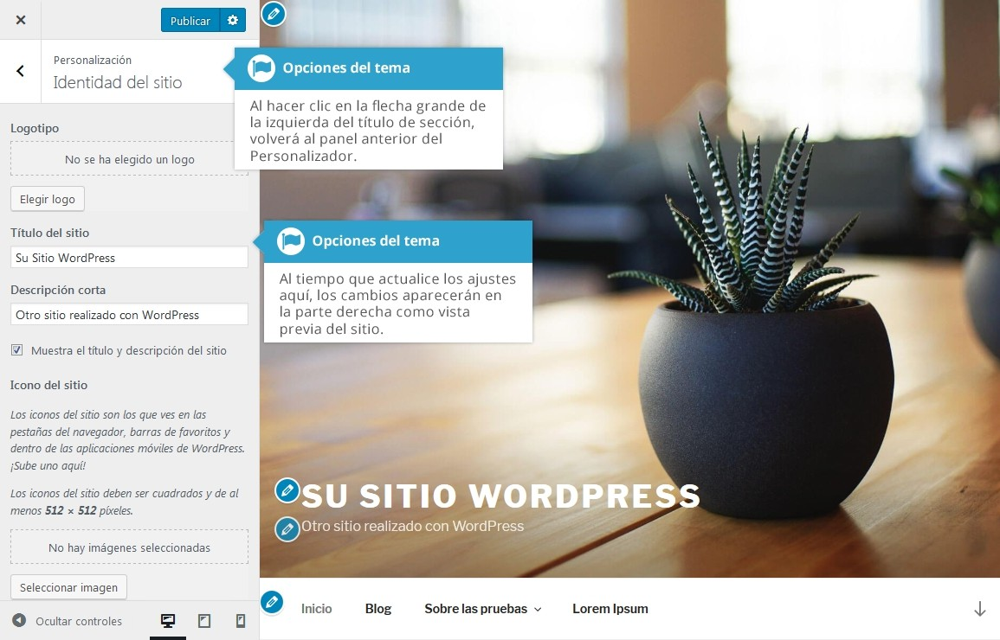 Publicar
Personalización
Identidad del sitio
Opciones del tema
Al hacer clic en la flecha grande de
la izquierda del título de sección,
volverá al panel anterior del
Personalizador.
Logotipo
No se ha elegido un logo
Elegir logo
Título del sitio
Su Sitio WordPress
Opciones del tema
Al tiempo que actualice los ajustes
aquí, los cambios aparecerán en
la parte derecha como vista
previa del sitio.
Descripción corta
Otro sitio realizado con WordPress
Muestra el título y descripción del sitio
Icono del sitio
Los iconos del sitio son los que ves en las
pestañas del navegador, barras de favoritos y
dentro de las aplicaciones móviles de WordPress.
¡Sube uno aquí!
Los iconos del sitio deben ser cuadrados y de al
menos 512 × 512 píxeles.
No hay imágenes seleccionadas
Seleccionar imagen
Ocultar controles
SU SITIO WORDPRESS
Otro sitio realizado con WordPress
Inicio Blog Sobre las pruebas Lorem Ipsum